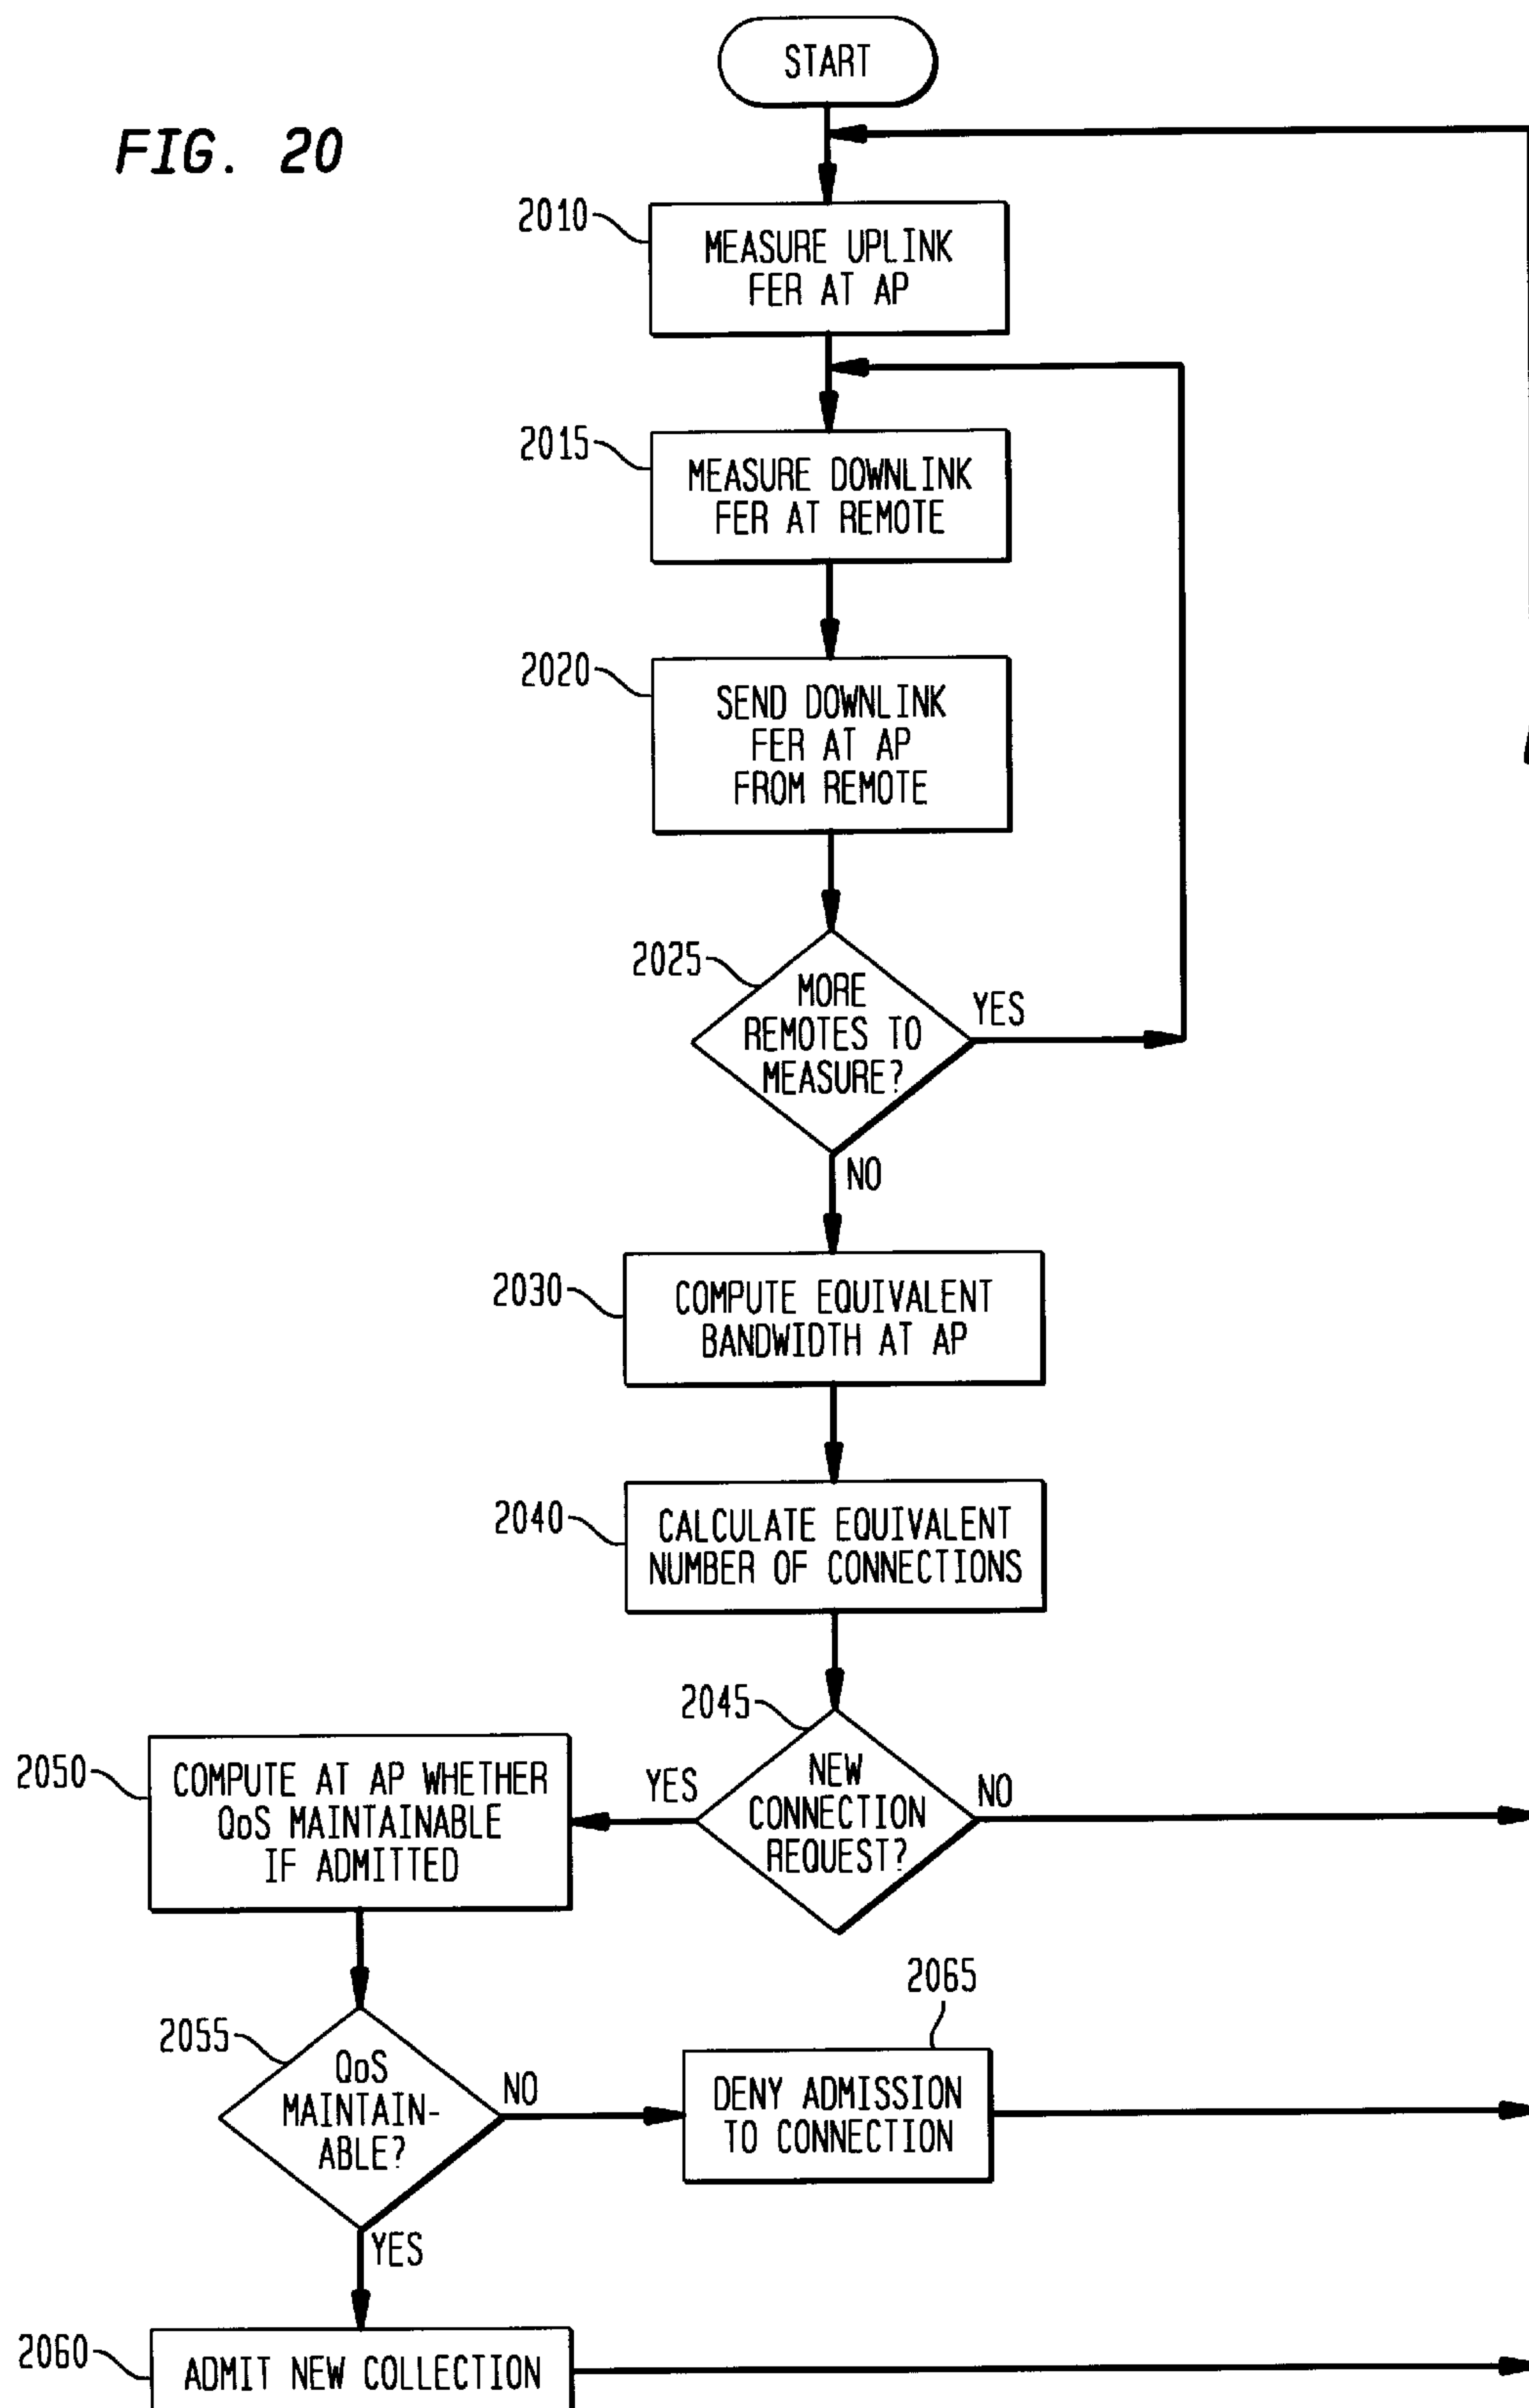 START
FIG. 20
2010
MEASURE UPLINK
FER AT AP
2015
MEASURE DOWNLINK
FER AT REMOTE
2020
SEND DOWNLINK
FER AT AP
FROM REMOTE
2025
MORE
REMOTES TO
MEASURE?
YES
NO
2030
COMPUTE EQUIVALENT
BANDWIDTH AT AP
2040
CALCULATE EQUIVALENT
NUMBER OF CONNECTIONS
2045
NEW
CONNECTION
REQUEST?
YES
NO
2050
COMPUTE AT AP WHETHER
QoS MAINTAINABLE
IF ADMITTED
2055
QoS
MAINTAIN-
ABLE?
NO
YES
2065
DENY ADMISSION
TO CONNECTION
2060
ADMIT NEW COLLECTION